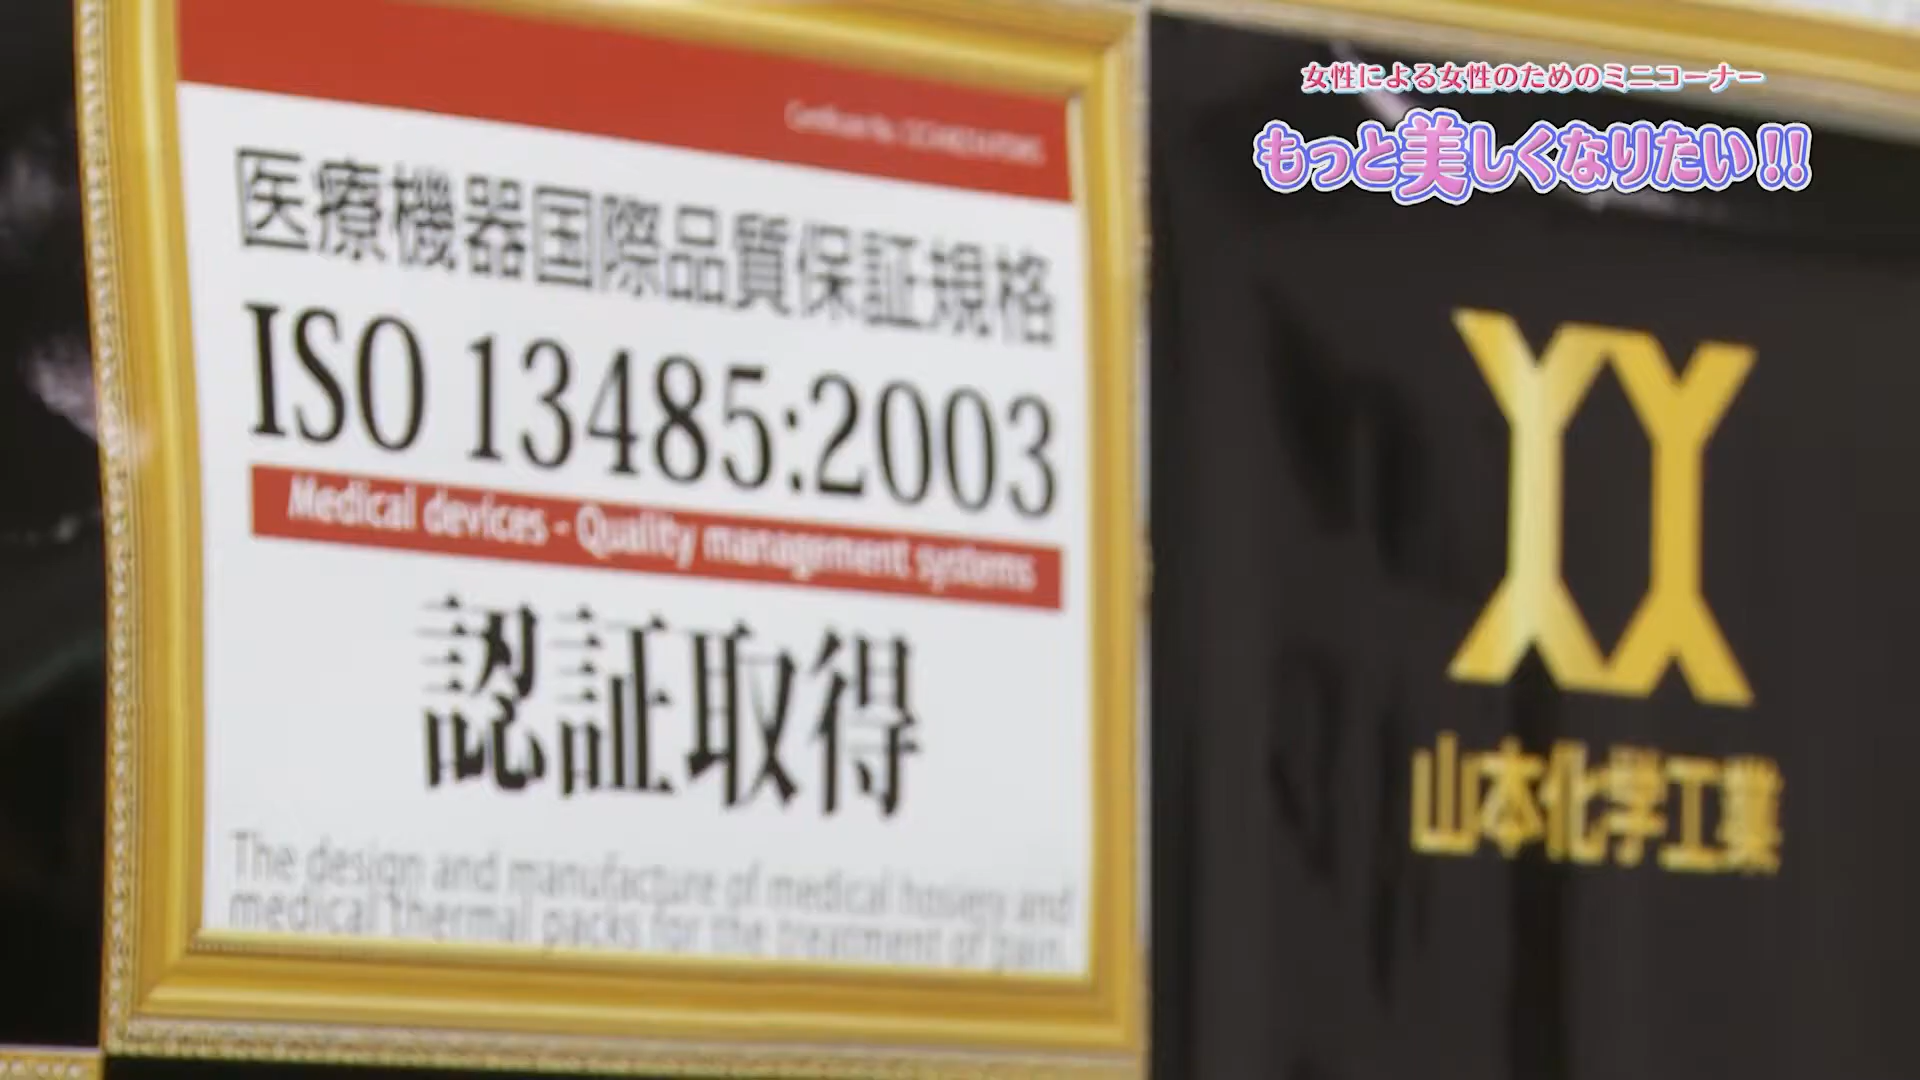 女性による女性のためのミニコーナー
もっと美しくなりたい!!
医療機器国際品質保証規格
ISO 13485:2003
Medical devices - Quality management systems
認証取得
The design and manufacture of medical hosiery and
medical thermal packs for the treatment of pain.
山本化学工業